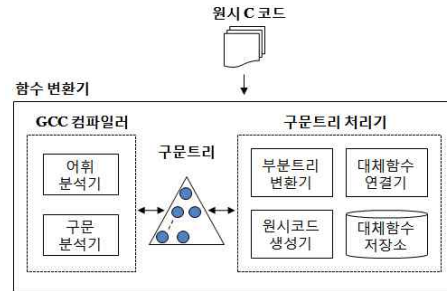 원시 C 코드
함수 변환기
GCC 컴파일러
어휘
분석기
구문
분석기
구문트리
구문트리 처리기
부분트리
변환기
대체함수
연결기
원시코드
생성기
대체함수
저장소